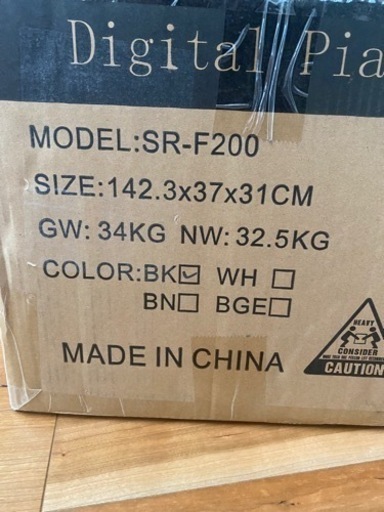 Digital Pia
MODEL:SR-F200
SIZE:142.3x37x31CM
GW: 34KG NW: 32.5KG
COLOR:BK☑ WH☐
BN☐ BGE☐
MADE IN CHINA
HEAVY
CONSIDER
CAUTION